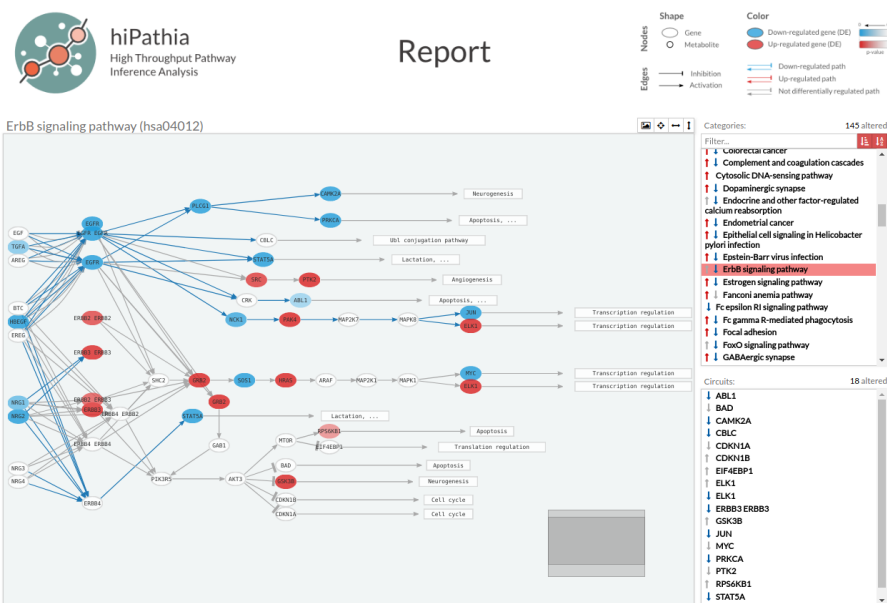 hiPathia
High Throughput Pathway
Inference Analysis
Report
Shape
Color
Nodes
Gene
Metabolite
Down-regulated gene (DE)
Up-regulated gene (DE)
p-value
Edges
Inhibition
Activation
Down-regulated path
Up-regulated path
Not differentially regulated path
ErbB signaling pathway (hsa04012)
CAMK2A
Neurogenesis
PLCG1
PRKCA
Apoptosis, ...
EGFR
EGF
TGFA
AREG
CBLC
Ubl conjugation pathway
STAT5A
Lactation, ...
EGFR
SRC
PTK2
Angiogenesis
CRK
ABL1
Apoptosis, ...
BTC
HBEGF
EREG
ERBB2 ERBB2
NCK1
PAK4
MAP2K7
MAPK8
JUN
Transcription regulation
ELK1
Transcription regulation
ERBB3 ERBB3
SHC2
GRB2
SOS1
HRAS
ARAF
MAP2K1
MAPK1
MYC
Transcription regulation
ELK1
Transcription regulation
NRG1
NRG2
ERBB2 ERBB3
ERBB3
ERBB4 ERBB2
GRB2
STAT5A
Lactation, ...
ERBB4 ERBB4
GAB1
MTOR
RPS6KB1
Apoptosis
EIF4EBP1
Translation regulation
NRG3
NRG4
PIK3R5
AKT3
BAD
Apoptosis
GSK3B
Neurogenesis
ERBB4
CDKN1B
Cell cycle
CDKN1A
Cell cycle
Categories:
145 altered
Filter...
Colorectal cancer
Complement and coagulation cascades
Cytosolic DNA-sensing pathway
Dopaminergic synapse
Endocrine and other factor-regulated
calcium reabsorption
Endometrial cancer
Epithelial cell signaling in Helicobacter
pylori infection
Epstein-Barr virus infection
ErbB signaling pathway
Estrogen signaling pathway
Fanconi anemia pathway
Fc epsilon RI signaling pathway
Fc gamma R-mediated phagocytosis
Focal adhesion
FoxO signaling pathway
GABAergic synapse
Circuits:
18 altered
ABL1
BAD
CAMK2A
CBLC
CDKN1A
CDKN1B
EIF4EBP1
ELK1
ELK1
ERBB3 ERBB3
GSK3B
JUN
MYC
PRKCA
PTK2
RPS6KB1
STAT5A